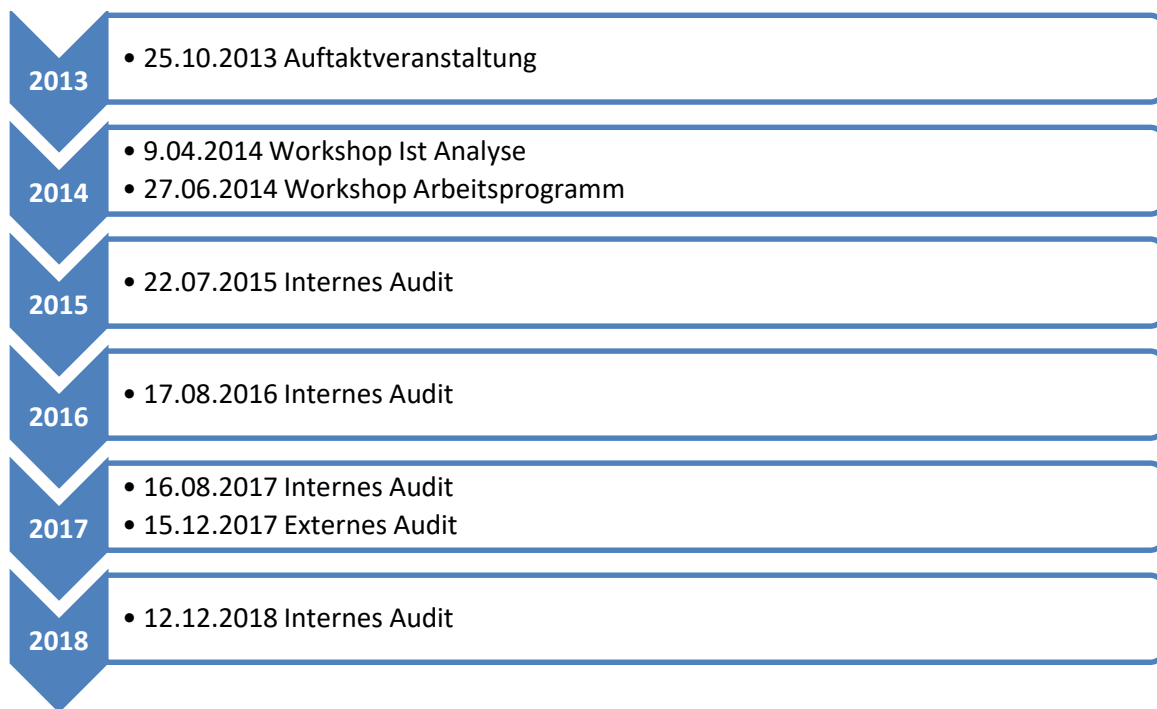 2013
• 25.10.2013 Auftaktveranstaltung
2014
• 9.04.2014 Workshop Ist Analyse
• 27.06.2014 Workshop Arbeitsprogramm
2015
• 22.07.2015 Internes Audit
2016
• 17.08.2016 Internes Audit
2017
• 16.08.2017 Internes Audit
• 15.12.2017 Externes Audit
2018
• 12.12.2018 Internes Audit